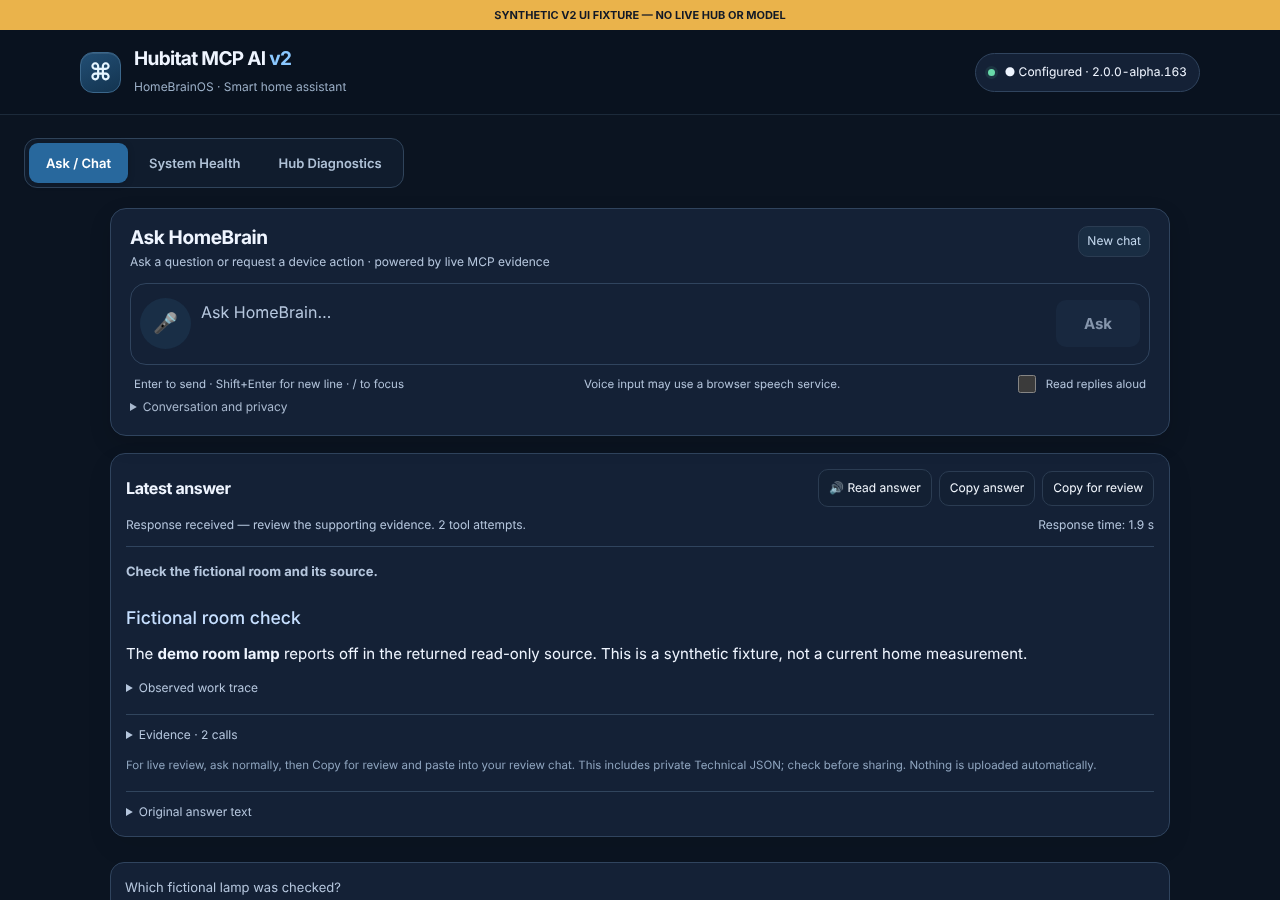 SYNTHETIC V2 UI FIXTURE — NO LIVE HUB OR MODEL
⌘
Hubitat MCP AI v2
HomeBrainOS · Smart home assistant
Configured · 2.0.0-alpha.163
Ask / Chat
System Health
Hub Diagnostics
Ask HomeBrain
New chat
Ask a question or request a device action · powered by live MCP evidence
Ask HomeBrain...
Ask
Enter to send · Shift+Enter for new line · / to focus
Voice input may use a browser speech service.
Read replies aloud
Conversation and privacy
Latest answer
Read answer
Copy answer
Copy for review
Response received — review the supporting evidence. 2 tool attempts.
Response time: 1.9 s
Check the fictional room and its source.
Fictional room check
The demo room lamp reports off in the returned read-only source. This is a synthetic fixture, not a current home measurement.
Observed work trace
Evidence · 2 calls
For live review, ask normally, then Copy for review and paste into your review chat. This includes private Technical JSON; check before sharing. Nothing is uploaded automatically.
Original answer text
Which fictional lamp was checked?